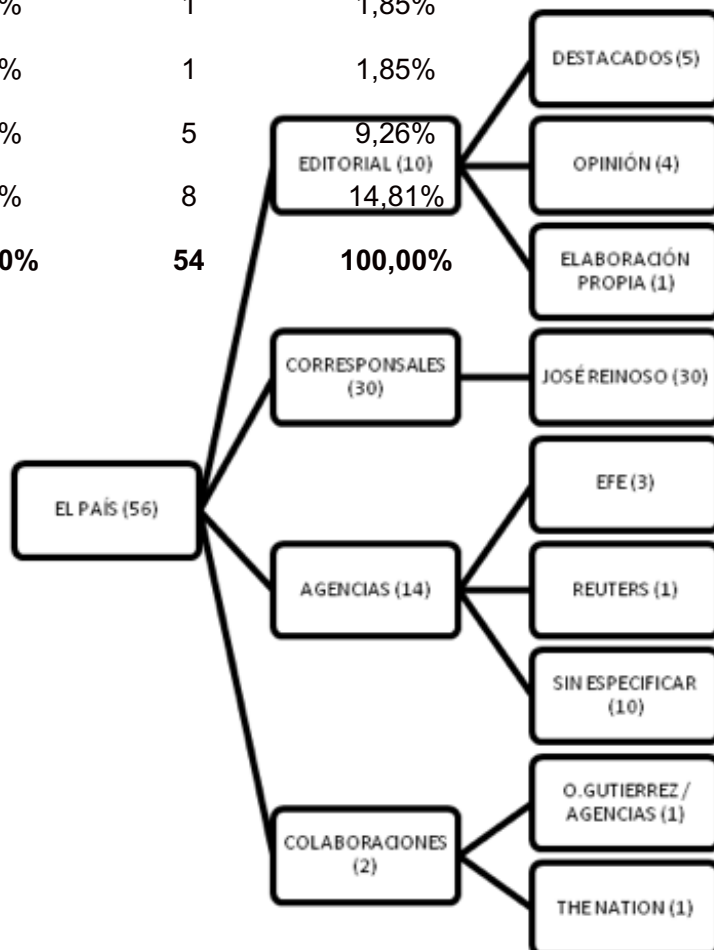 % 1 1,85%
% 1 1,85%
% 5 9,26%
% 8 14,81%
0% 54 100,00%
EL PAÍS (56)
EDITORIAL (10)
DESTACADOS (5)
OPINIÓN (4)
ELABORACIÓN
PROPIA (1)
CORRESPONSALES
(30)
JOSÉ REINOSO (30)
AGENCIAS (14)
EFE (3)
REUTERS (1)
SIN ESPECIFICAR
(10)
COLABORACIONES
(2)
O.GUTIERREZ /
AGENCIAS (1)
THE NATION (1)